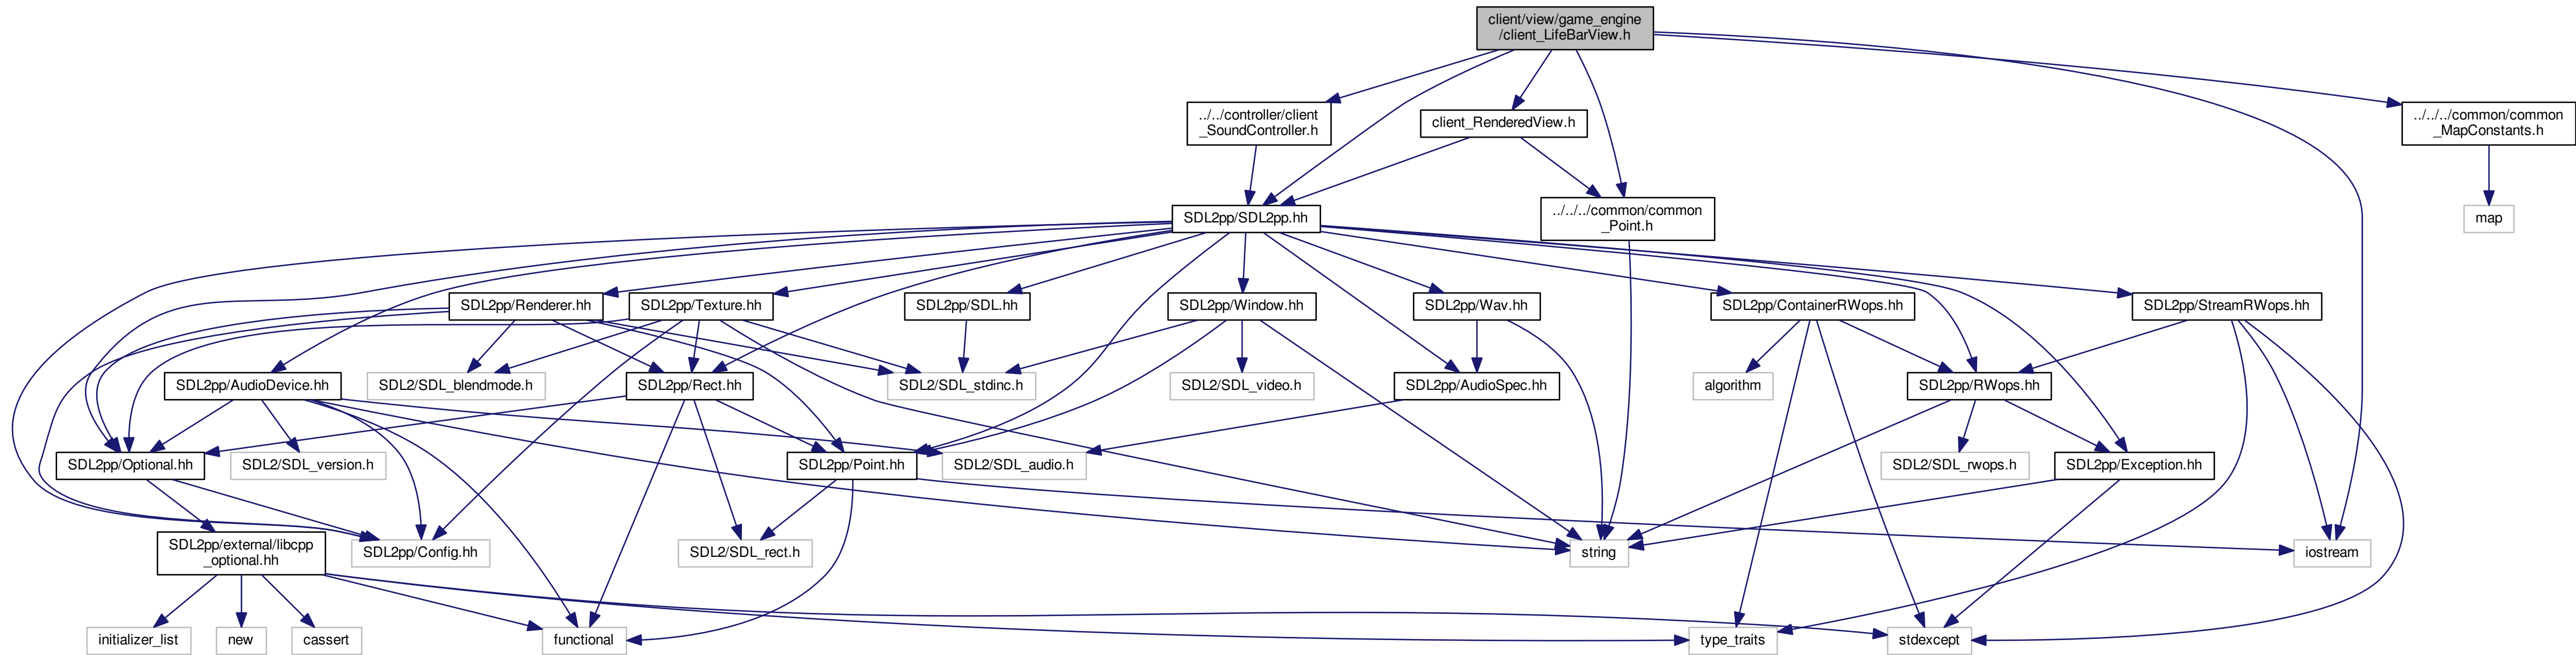 client/view/game_engine
/client_LifeBarView.h
../../controller/client
_SoundController.h
client_RenderedView.h
../../../common/common
_MapConstants.h
SDL2pp/SDL2pp.hh
../../../common/common
_Point.h
map
SDL2pp/Renderer.hh
SDL2pp/Texture.hh
SDL2pp/SDL.hh
SDL2pp/Window.hh
SDL2pp/Wav.hh
SDL2pp/ContainerRWops.hh
SDL2pp/StreamRWops.hh
SDL2pp/AudioDevice.hh
SDL2/SDL_blendmode.h
SDL2pp/Rect.hh
SDL2/SDL_stdinc.h
SDL2/SDL_video.h
SDL2pp/AudioSpec.hh
algorithm
SDL2pp/RWops.hh
SDL2pp/Optional.hh
SDL2/SDL_version.h
SDL2pp/Point.hh
SDL2/SDL_audio.h
SDL2/SDL_rwops.h
SDL2pp/Exception.hh
SDL2pp/external/libcpp
_optional.hh
SDL2pp/Config.hh
SDL2/SDL_rect.h
string
iostream
initializer_list
new
cassert
functional
type_traits
stdexcept